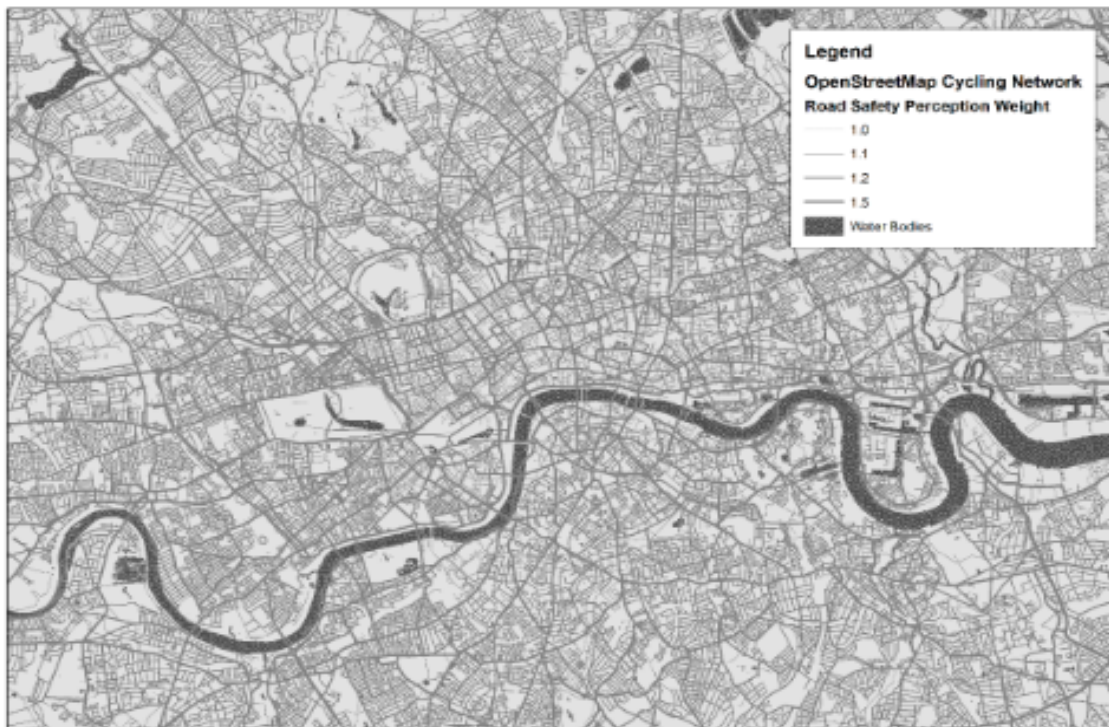 Legend
OpenStreetMap Cycling Network
Road Safety Perception Weight
1.0
1.1
1.2
1.5
Water Bodies